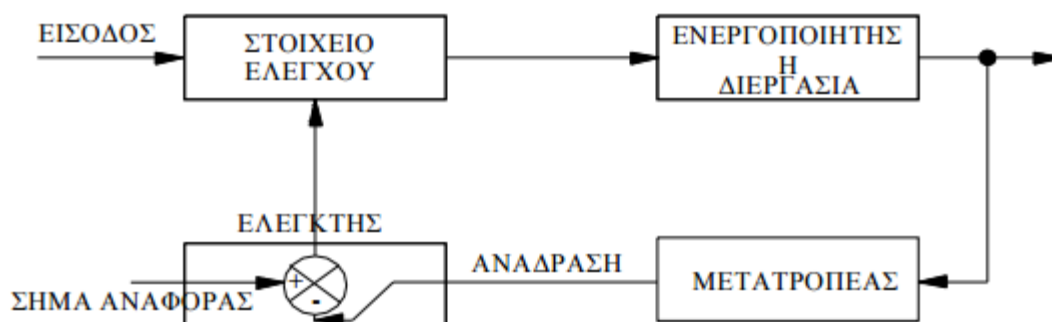 ΕΙΣΟΔΟΣ
ΣΤΟΙΧΕΙΟ
ΕΛΕΓΧΟΥ
ΕΝΕΡΓΟΠΟΙΗΤΗΣ
Η
ΔΙΕΡΓΑΣΙΑ
ΕΛΕΓΚΤΗΣ
ΑΝΑΔΡΑΣΗ
ΜΕΤΑΤΡΟΠΕΑΣ
+
-
ΣΗΜΑ ΑΝΑΦΟΡΑΣ